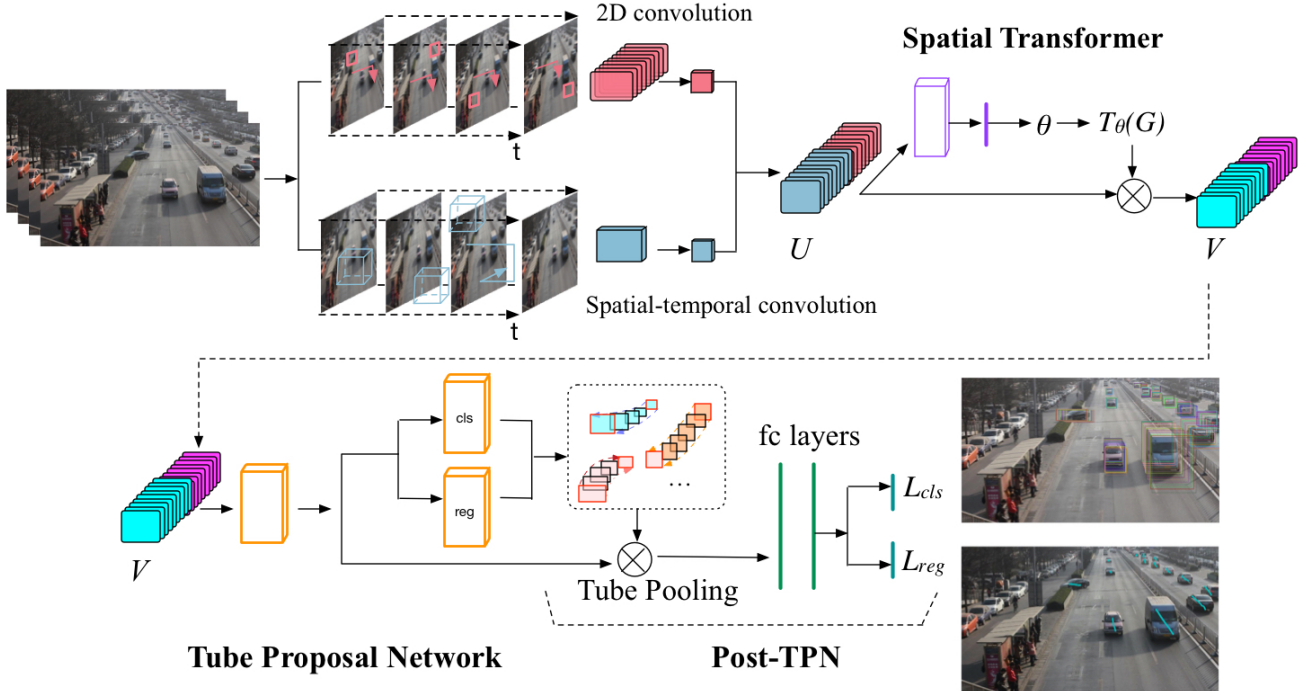 2D convolution
Spatial Transformer
θ
Tθ(G)
t
U
V
Spatial-temporal convolution
t
cls
fc layers
reg
...
Lcls
V
Lreg
Tube Pooling
Tube Proposal Network
Post-TPN